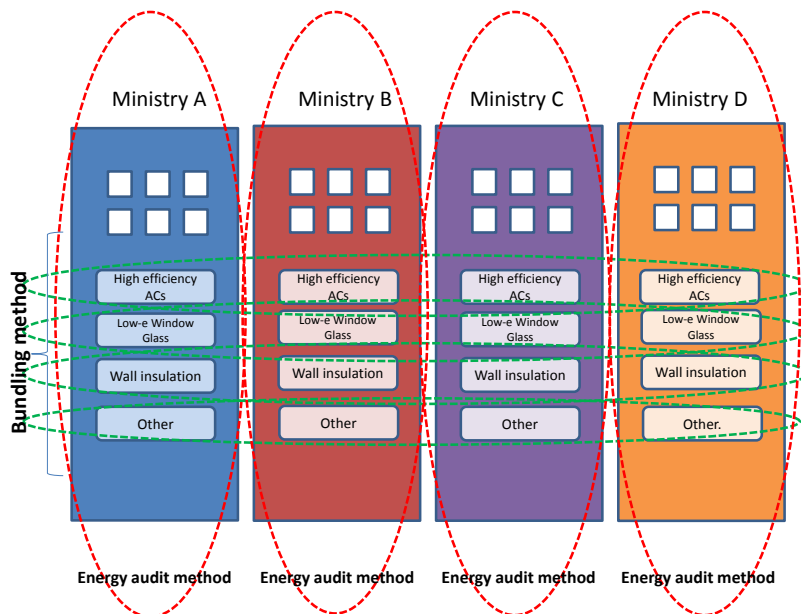 Ministry A
Ministry B
Ministry C
Ministry D
Bundling method
High efficiency
ACs
High efficiency
ACs
High efficiency
ACs
High efficiency
ACs
Low-e Window
Glass
Low-e Window
Glass
Low-e Window
Glass
Low-e Window
Glass
Wall insulation
Wall insulation
Wall insulation
Wall insulation
Other
Other
Other
Other.
Energy audit method
Energy audit method
Energy audit method
Energy audit method